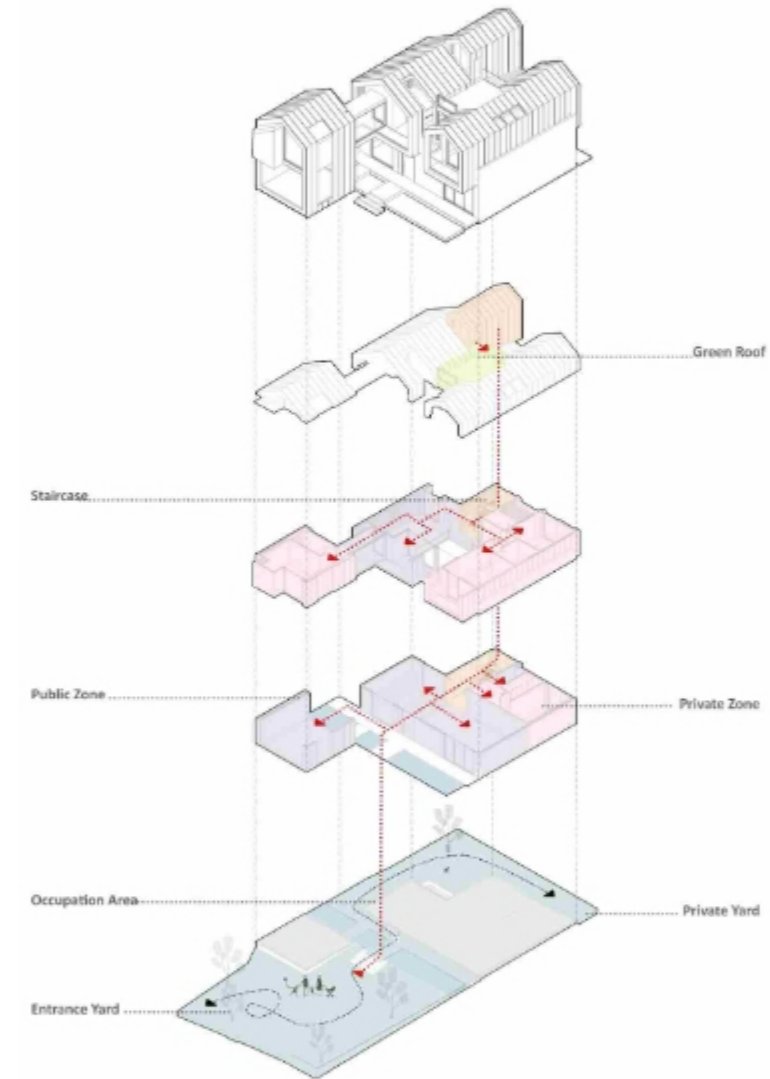 Green Roof
Staircase
Public Zone
Private Zone
Occupation Area
Private Yard
Entrance Yard